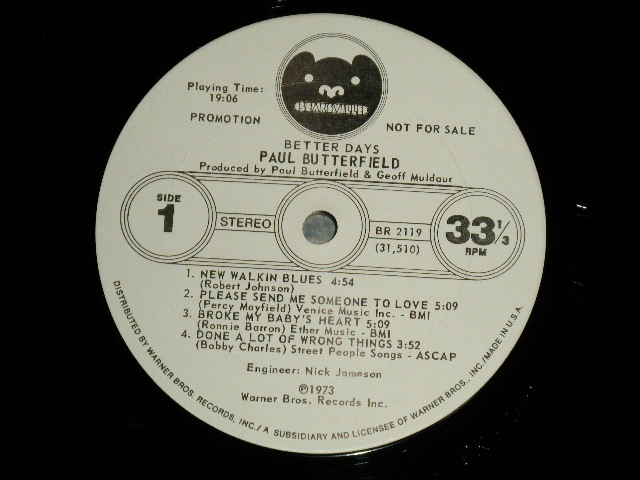 BEARSVILLE
Playing Time:
19:06
PROMOTION
NOT FOR SALE
BETTER DAYS
PAUL BUTTERFIELD
Produced by Paul Butterfield & Geoff Muldaur
SIDE
1
STEREO
BR 2119
(31,510)
33 1/3
RPM
1. NEW WALKIN BLUES 4:54
(Robert Johnson)
2. PLEASE SEND ME SOMEONE TO LOVE 5:09
(Percy Mayfield) Venice Music Inc. - BMI
3. BROKE MY BABY'S HEART 5:09
(Ronnie Barron) Ether Music - BMI
4. DONE A LOT OF WRONG THINGS 3:52
(Bobby Charles) Street People Songs - ASCAP
Engineer: Nick Jameson
℗1973
Warner Bros. Records Inc.
DISTRIBUTED BY WARNER BROS. RECORDS, INC./A SUBSIDIARY AND LICENSEE OF WARNER BROS., INC./MADE IN U.S.A.